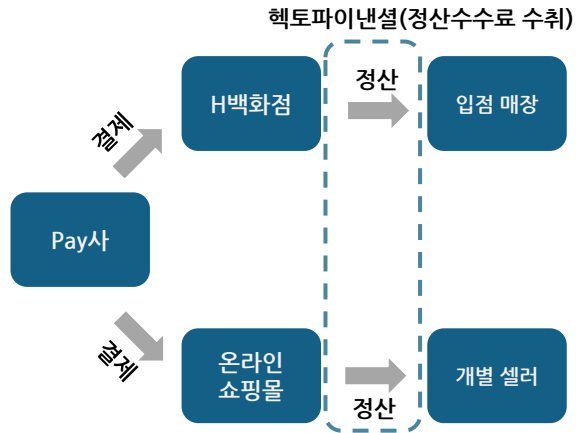 헥토파이낸셜(정산수수료 수취)
H백화점
정산
입점 매장
결제
Pay사
결제
온라인
쇼핑몰
정산
개별 셀러